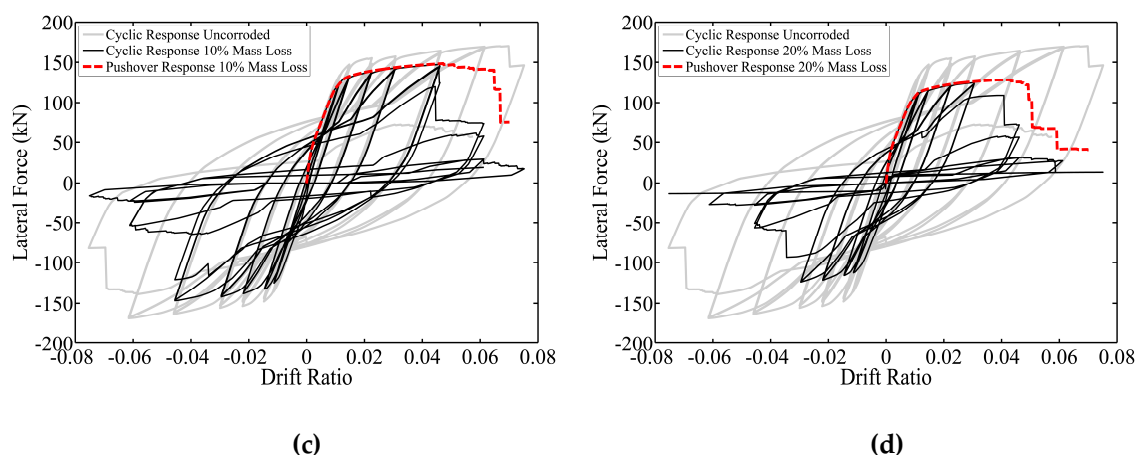 200
150
100
50
0
-50
-100
-150
-200
Lateral Force (kN)
Cyclic Response Uncorroded
Cyclic Response 10% Mass Loss
Pushover Response 10% Mass Loss
-0.08 -0.06 -0.04 -0.02 0 0.02 0.04 0.06 0.08
Drift Ratio
(c)
200
150
100
50
0
-50
-100
-150
-200
Lateral Force (kN)
Cyclic Response Uncorroded
Cyclic Response 20% Mass Loss
Pushover Response 20% Mass Loss
-0.08 -0.06 -0.04 -0.02 0 0.02 0.04 0.06 0.08
Drift Ratio
(d)